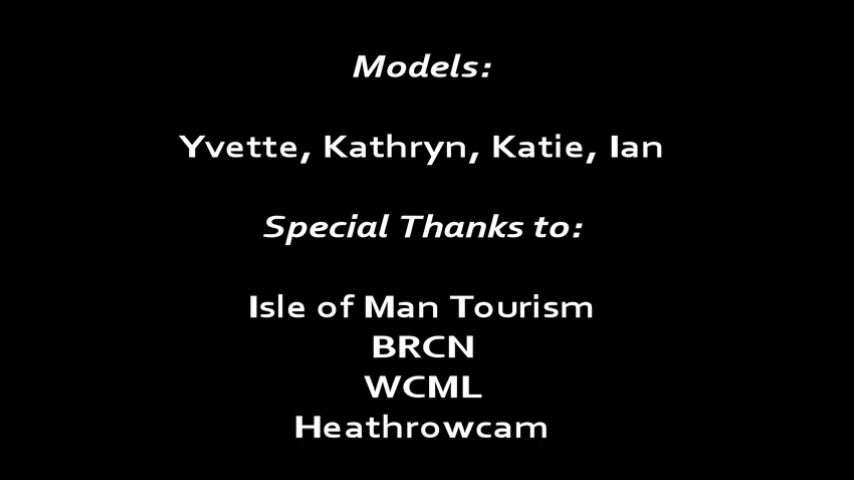 Models:
Yvette, Kathryn, Katie, Ian
Special Thanks to:
Isle of Man Tourism
BRCN
WCML
Heathrowcam